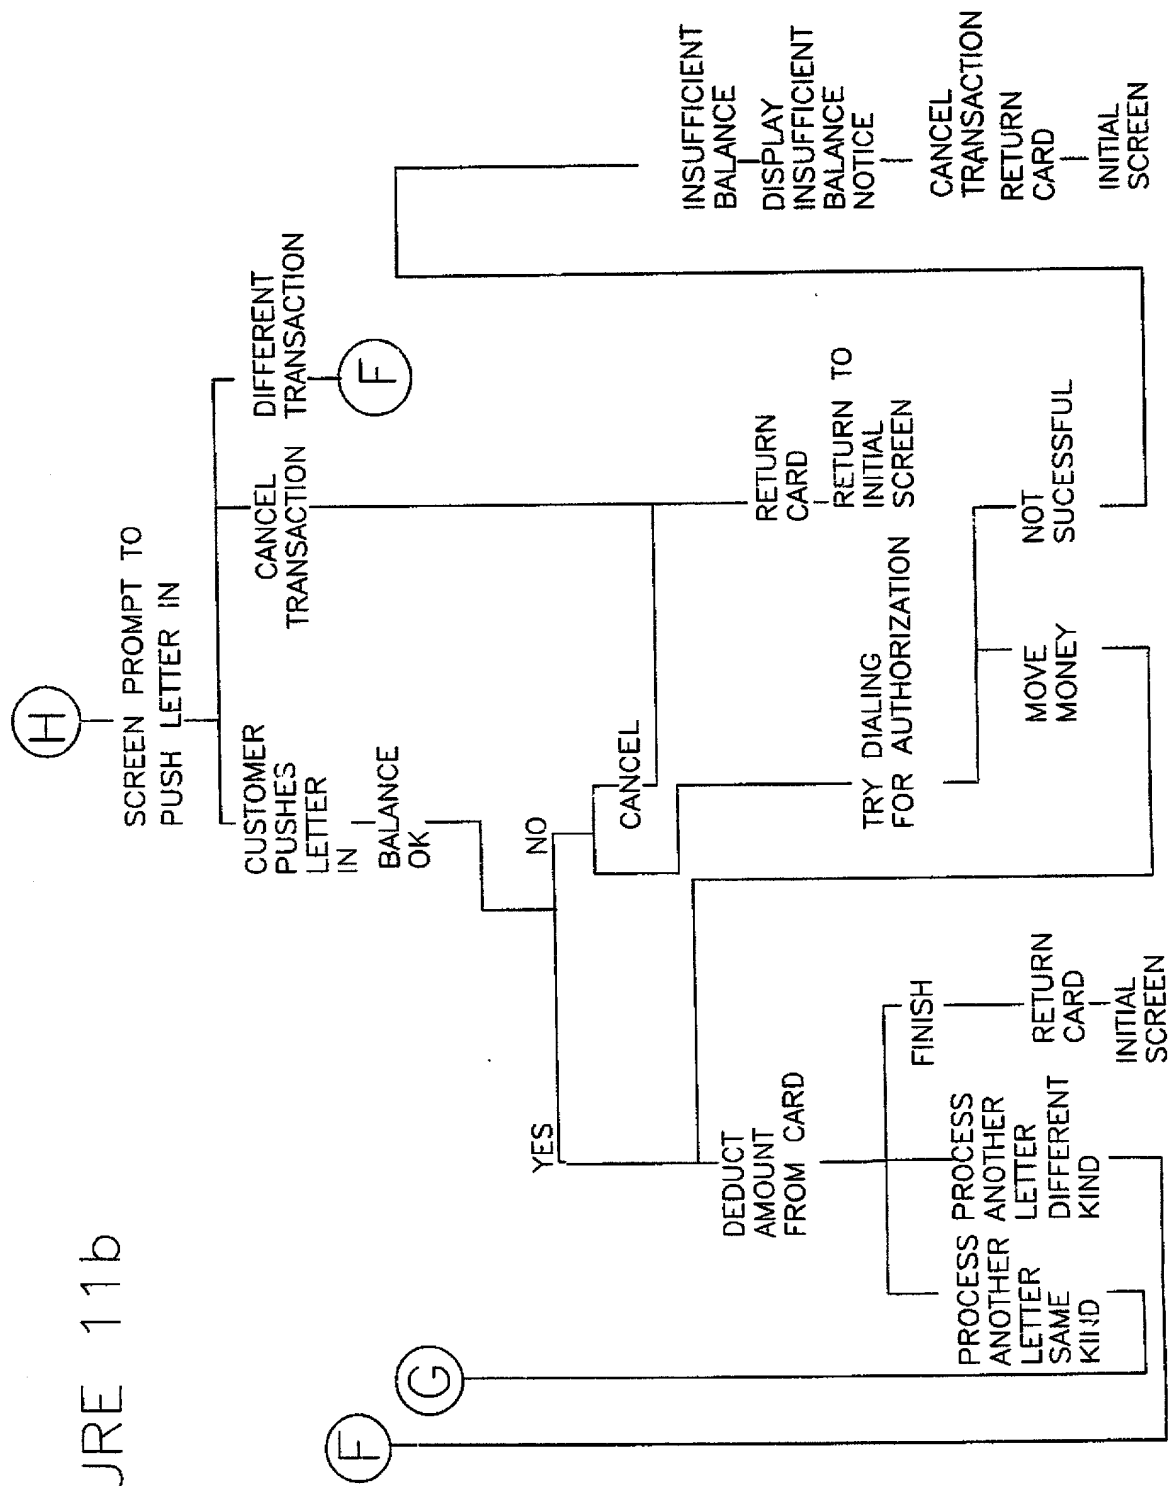 JRE 11b
H
SCREEN PROMPT TO
PUSH LETTER IN
CUSTOMER
PUSHES
LETTER
IN
CANCEL
TRANSACTION
DIFFERENT
TRANSACTION
F
BALANCE
OK
YES
NO
CANCEL
RETURN
CARD
RETURN TO
INITIAL
SCREEN
TRY DIALING
FOR AUTHORIZATION
MOVE
MONEY
NOT
SUCESSFUL
INSUFFICIENT
BALANCE
DISPLAY
INSUFFICIENT
BALANCE
NOTICE
CANCEL
TRANSACTION
RETURN
CARD
INITIAL
SCREEN
DEDUCT
AMOUNT
FROM CARD
PROCESS
ANOTHER
LETTER
SAME
KIND
PROCESS
ANOTHER
LETTER
DIFFERENT
KIND
FINISH
RETURN
CARD
INITIAL
SCREEN
G
F